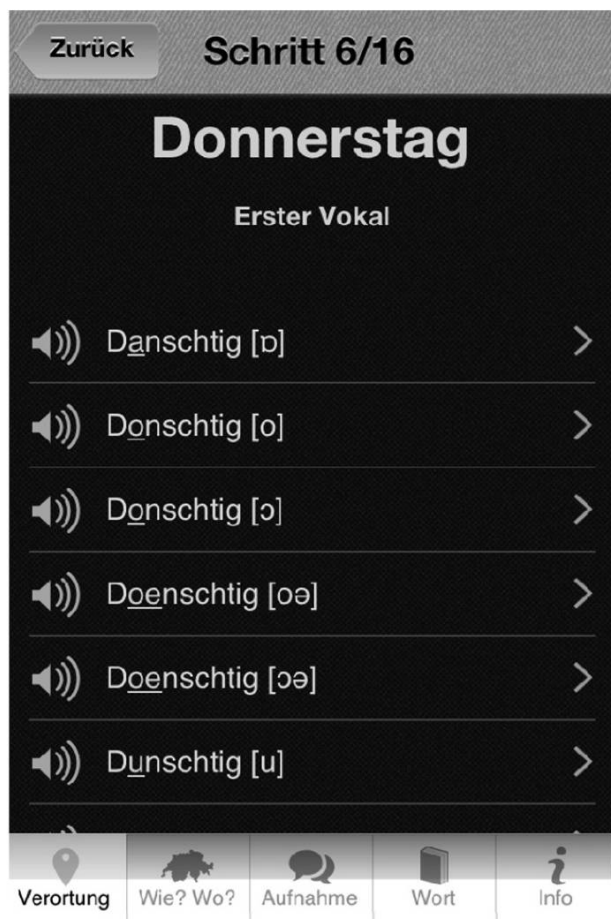 Zurück Schritt 6/16
Donnerstag
Erster Vokal
Danschtig [ɒ]
Donschtig [o]
Donschtig [ɔ]
Doenschtig [oə]
Doenschtig [ɔə]
Dunschtig [u]
Verortung Wie? Wo? Aufnahme Wort Info